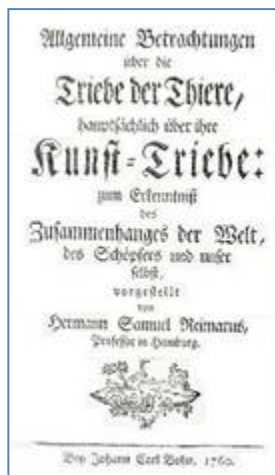 Allgemeine Betrachtungen
über die
Triebe der Thiere,
hauptsächlich über ihre
Kunst-Triebe:
zum Erkenntniß
des
Zusammenhanges der Welt,
des Schöpfers und unser
selbst,
vorgestellt
von
Hermann Samuel Reimarus,
Professor in Hamburg.
Bey Johann Carl Bohn. 1760.